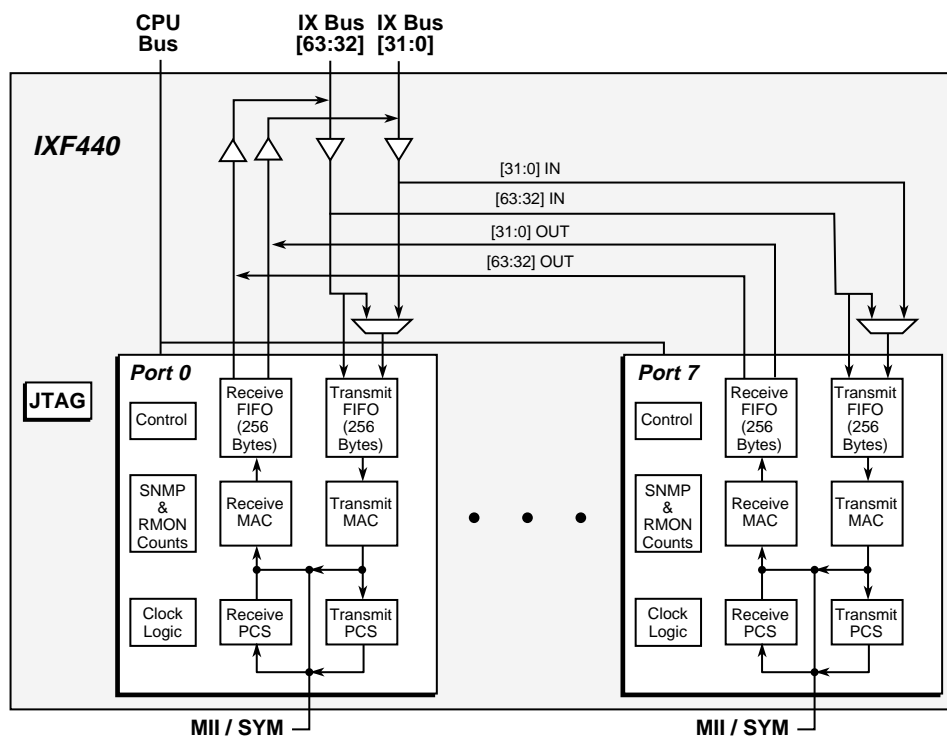 CPU
Bus
IX Bus
[63:32]
IX Bus
[31:0]
IXF440
[31:0] IN
[63:32] IN
[31:0] OUT
[63:32] OUT
JTAG
Port 0
Control
Receive
FIFO
(256
Bytes)
Transmit
FIFO
(256
Bytes)
SNMP
&
RMON
Counts
Receive
MAC
Transmit
MAC
Clock
Logic
Receive
PCS
Transmit
PCS
MII / SYM
Port 7
Control
Receive
FIFO
(256
Bytes)
Transmit
FIFO
(256
Bytes)
SNMP
&
RMON
Counts
Receive
MAC
Transmit
MAC
Clock
Logic
Receive
PCS
Transmit
PCS
MII / SYM